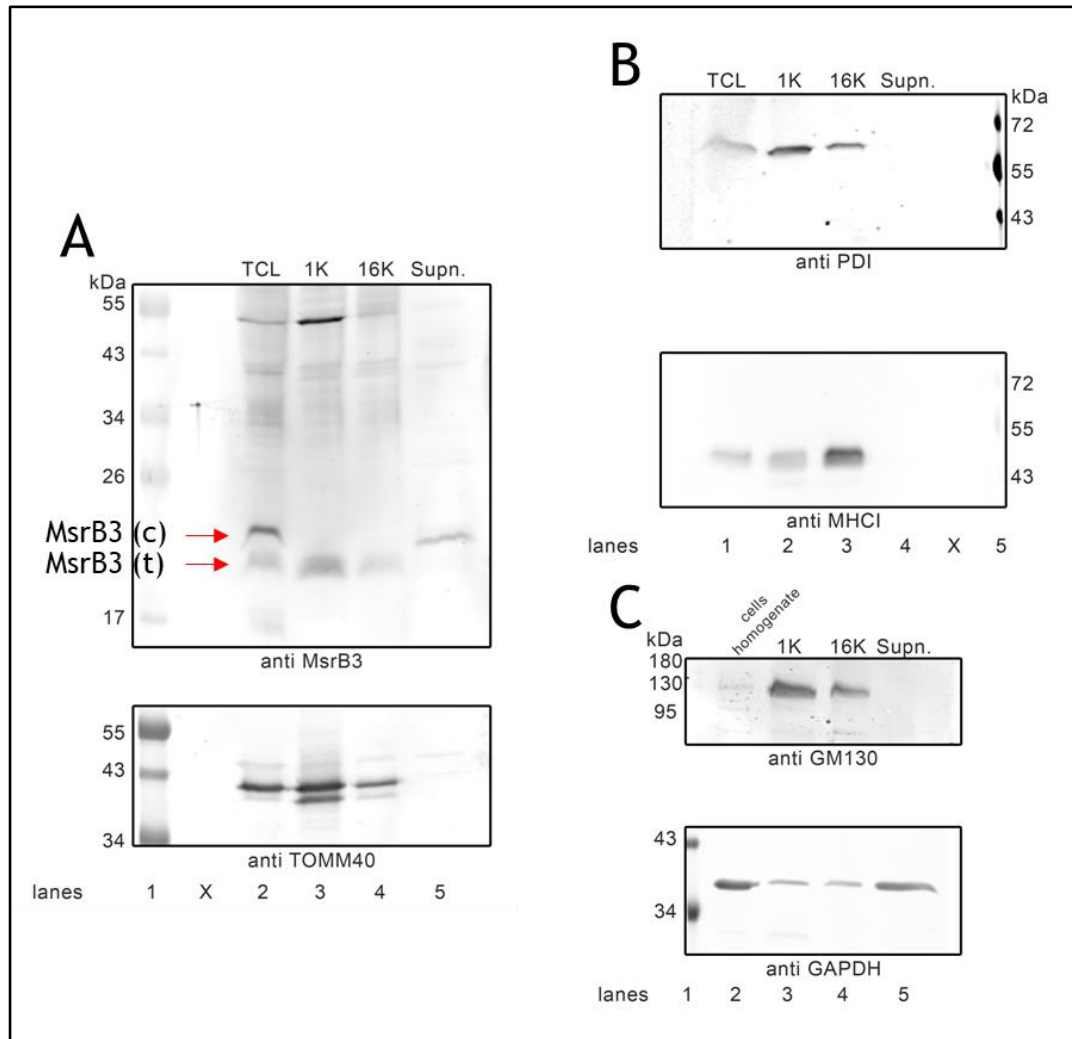 A
TCL 1K 16K Supn.
kDa
55
43
34
26
MsrB3 (c)
MsrB3 (t)
17
anti MsrB3
55
43
34
anti TOMM40
lanes 1 X 2 3 4 5
B
TCL 1K 16K Supn.
kDa
72
55
43
anti PDI
72
55
43
anti MHCI
lanes 1 2 3 4 X 5
C
cells
homogenate
1K 16K Supn.
kDa
180
130
95
anti GM130
43
34
anti GAPDH
lanes 1 2 3 4 5